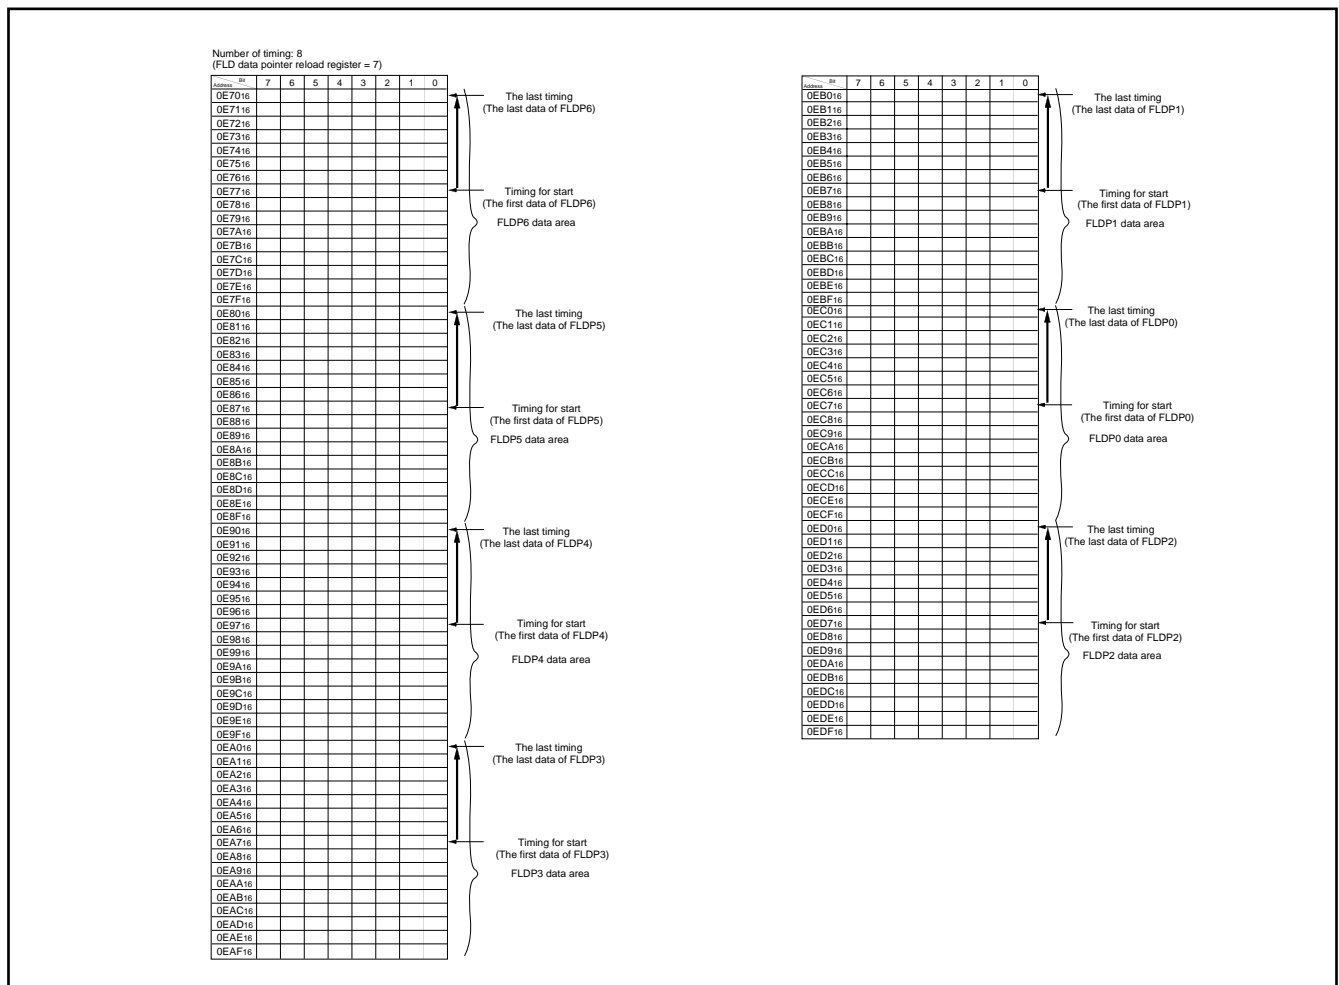 Number of timing: 8
(FLD data pointer reload register = 7)
Bit
Address
7 6 5 4 3 2 1 0
0E7016
0E7116
0E7216
0E7316
0E7416
0E7516
0E7616
0E7716
0E7816
0E7916
0E7A16
0E7B16
0E7C16
0E7D16
0E7E16
0E7F16
0E8016
0E8116
0E8216
0E8316
0E8416
0E8516
0E8616
0E8716
0E8816
0E8916
0E8A16
0E8B16
0E8C16
0E8D16
0E8E16
0E8F16
0E9016
0E9116
0E9216
0E9316
0E9416
0E9516
0E9616
0E9716
0E9816
0E9916
0E9A16
0E9B16
0E9C16
0E9D16
0E9E16
0E9F16
0EA016
0EA116
0EA216
0EA316
0EA416
0EA516
0EA616
0EA716
0EA816
0EA916
0EAA16
0EAB16
0EAC16
0EAD16
0EAE16
0EAF16
The last timing
(The last data of FLDP6)
Timing for start
(The first data of FLDP6)
FLDP6 data area
The last timing
(The last data of FLDP5)
Timing for start
(The first data of FLDP5)
FLDP5 data area
The last timing
(The last data of FLDP4)
Timing for start
(The first data of FLDP4)
FLDP4 data area
The last timing
(The last data of FLDP3)
Timing for start
(The first data of FLDP3)
FLDP3 data area
Bit
Address
7 6 5 4 3 2 1 0
0EB016
0EB116
0EB216
0EB316
0EB416
0EB516
0EB616
0EB716
0EB816
0EB916
0EBA16
0EBB16
0EBC16
0EBD16
0EBE16
0EBF16
0EC016
0EC116
0EC216
0EC316
0EC416
0EC516
0EC616
0EC716
0EC816
0EC916
0ECA16
0ECB16
0ECC16
0ECD16
0ECE16
0ECF16
0ED016
0ED116
0ED216
0ED316
0ED416
0ED516
0ED616
0ED716
0ED816
0ED916
0EDA16
0EDB16
0EDC16
0EDD16
0EDE16
0EDF16
The last timing
(The last data of FLDP1)
Timing for start
(The first data of FLDP1)
FLDP1 data area
The last timing
(The last data of FLDP0)
Timing for start
(The first data of FLDP0)
FLDP0 data area
The last timing
(The last data of FLDP2)
Timing for start
(The first data of FLDP2)
FLDP2 data area